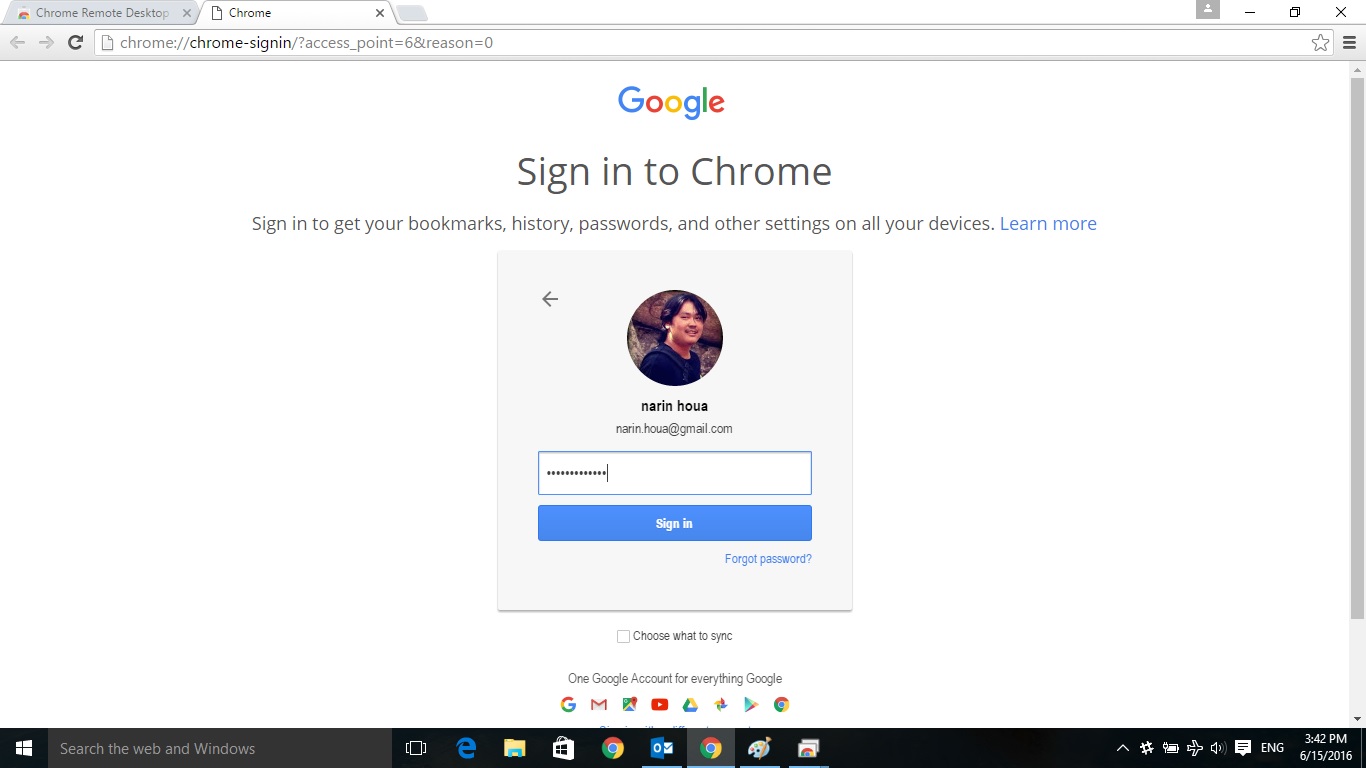 Chrome Remote Desktop
Chrome
chrome://chrome-signin/?access_point=6&reason=0
Google
Sign in to Chrome
Sign in to get your bookmarks, history, passwords, and other settings on all your devices. Learn more
narin houa
narin.houa@gmail.com
•••••••••••••
Sign in
Forgot password?
Choose what to sync
One Google Account for everything Google
Search the web and Windows
ENG
3:42 PM
6/15/2016